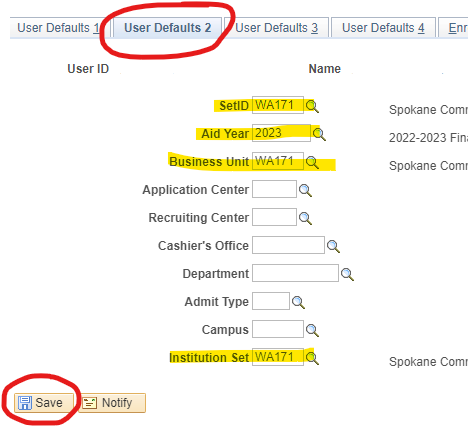 User Defaults 1 User Defaults 2 User Defaults 3 User Defaults 4 Enr
User ID Name
SetID WA171 Spokane Comm
Aid Year 2023 2022-2023 Fina
Business Unit WA171 Spokane Comm
Application Center
Recruiting Center
Cashier's Office
Department
Admit Type
Campus
Institution Set WA171 Spokane Comm
Save Notify